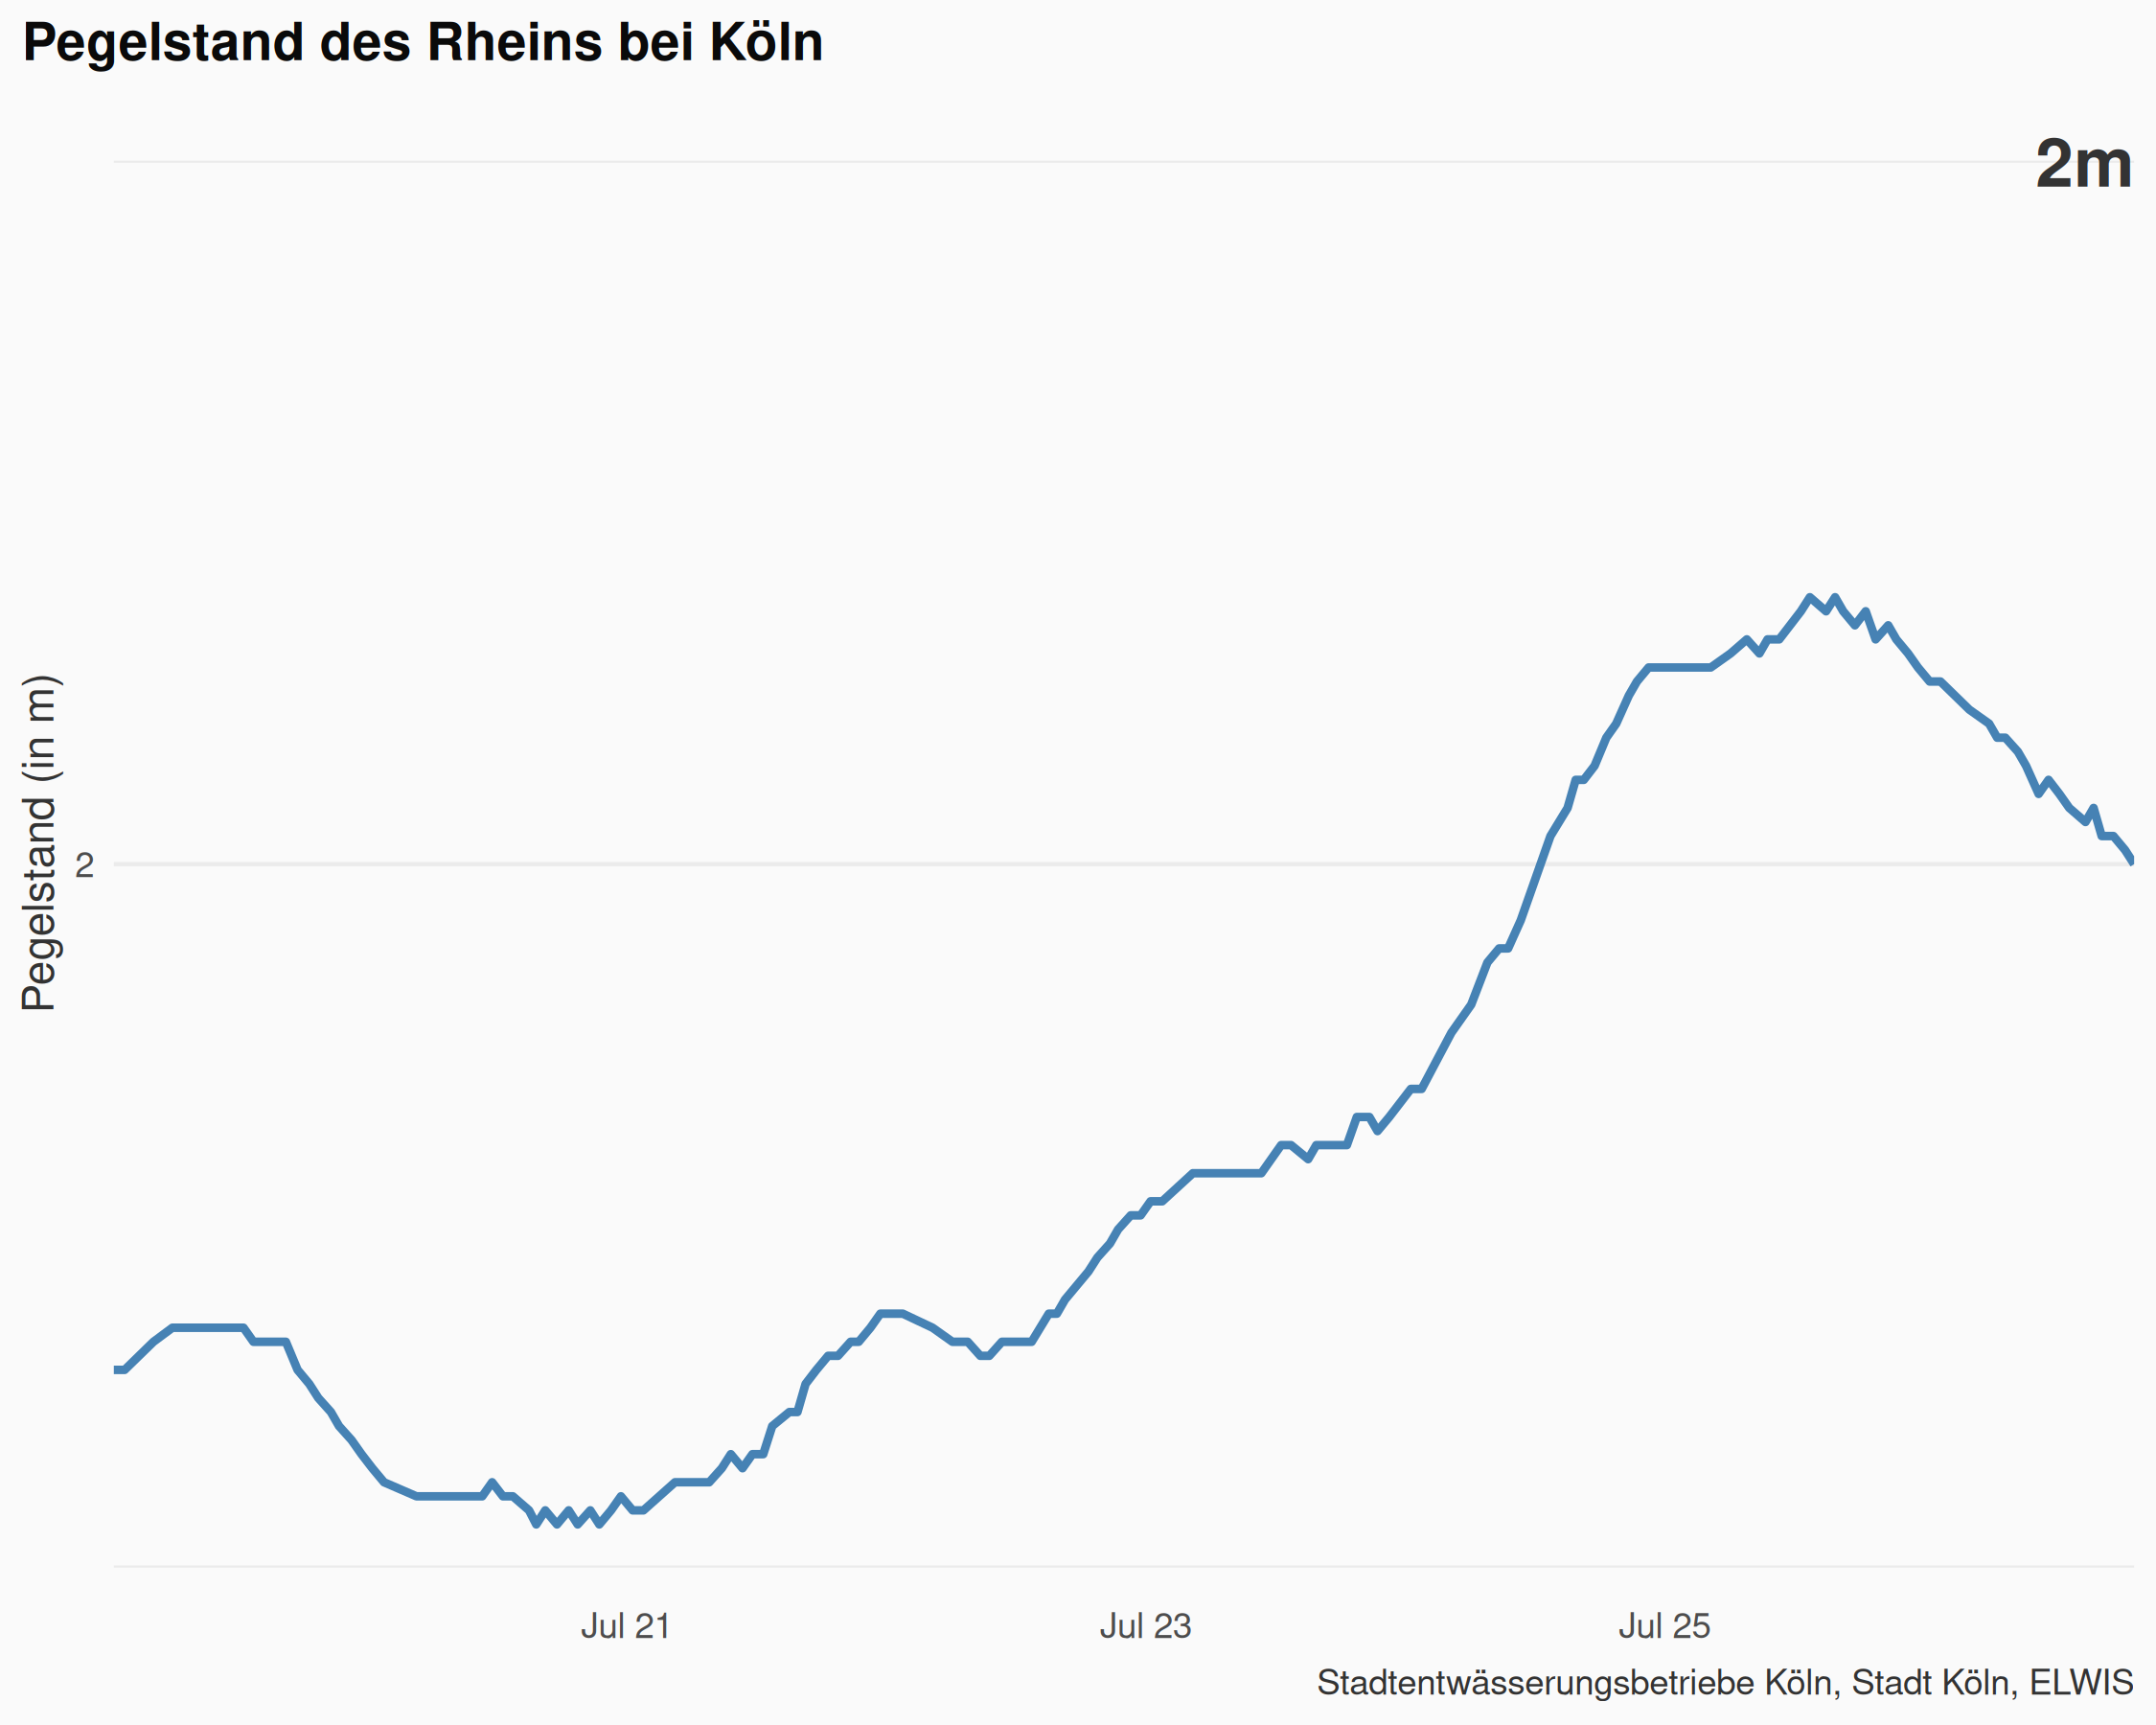 Pegelstand des Rheins bei Köln
2m
Pegelstand (in m)
2
Jul 21
Jul 23
Jul 25
Stadtentwässerungsbetriebe Köln, Stadt Köln, ELWIS